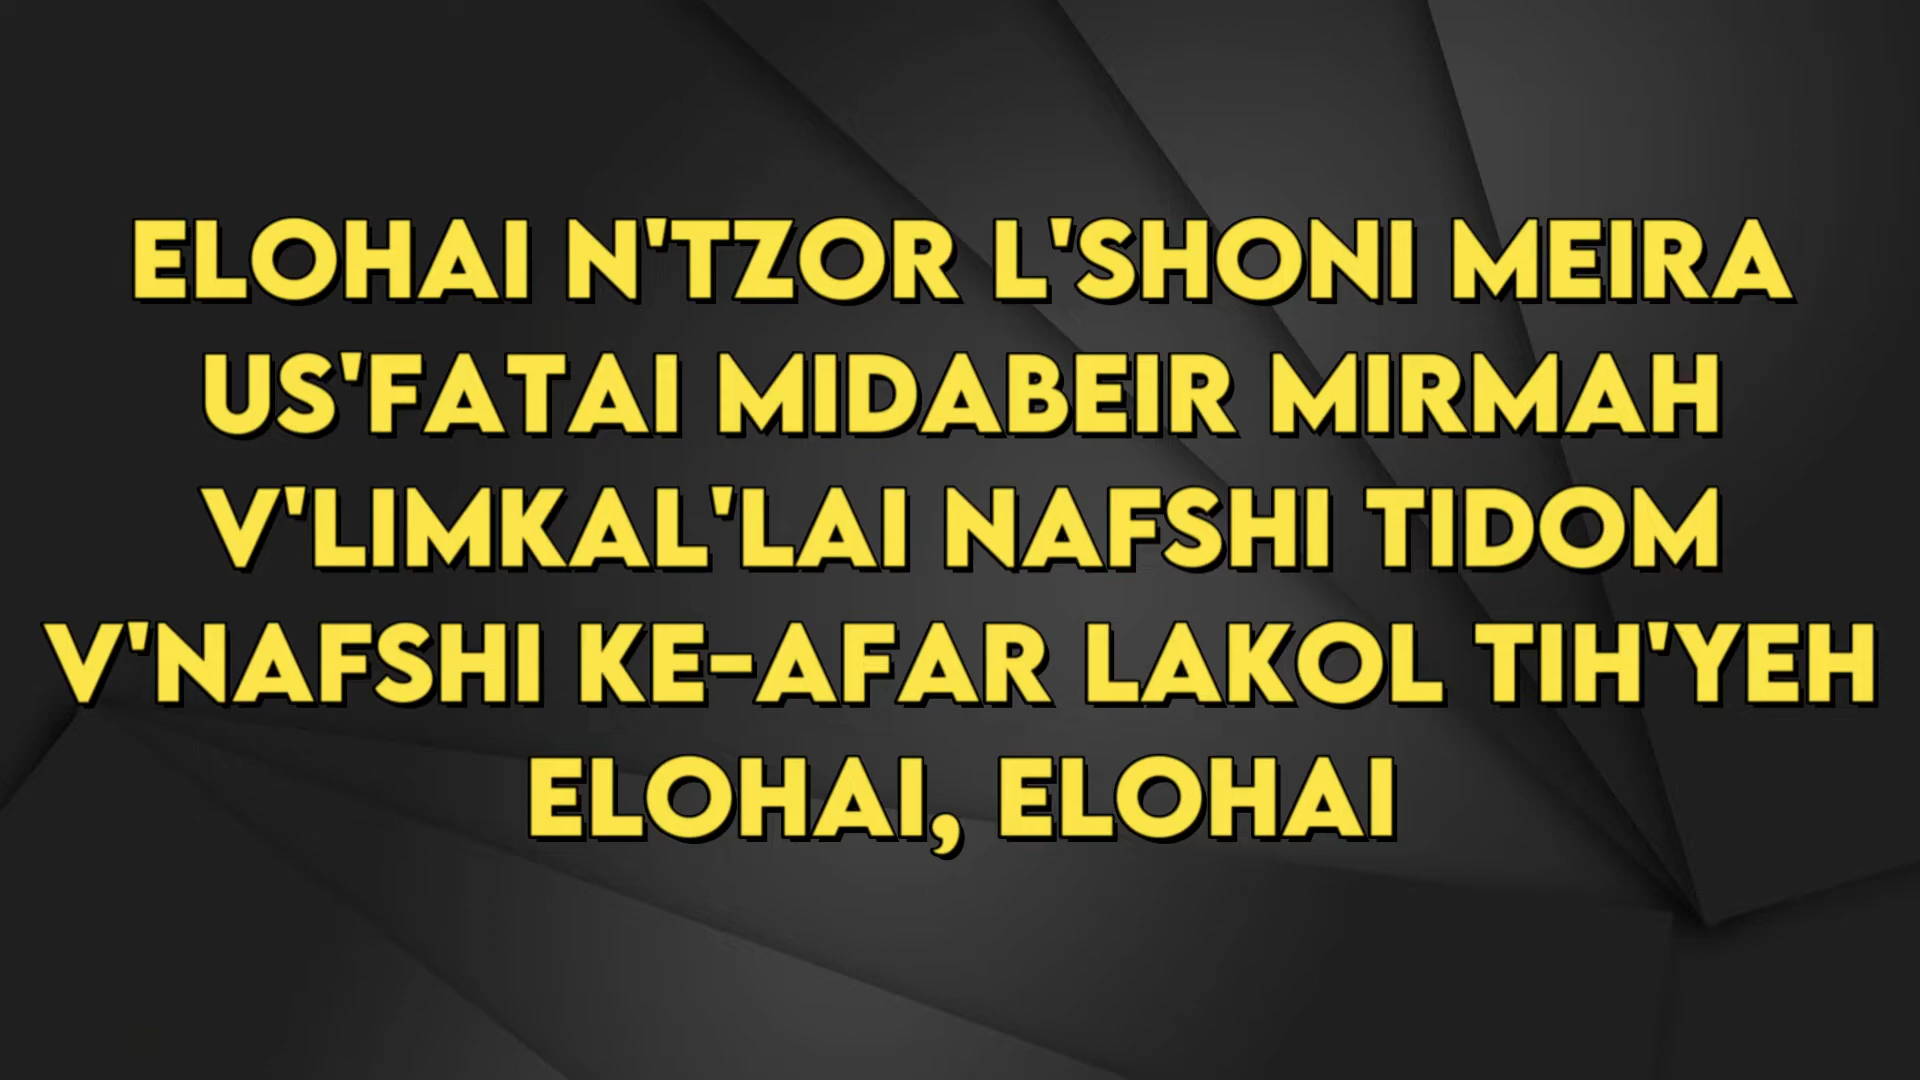 ELOHAI N'TZOR L'SHONI MEIRA
US'FATAI MIDABEIR MIRMAH
V'LIMKAL'LAI NAFSHI TIDOM
V'NAFSHI KE-AFAR LAKOL TIH'YEH
ELOHAI, ELOHAI